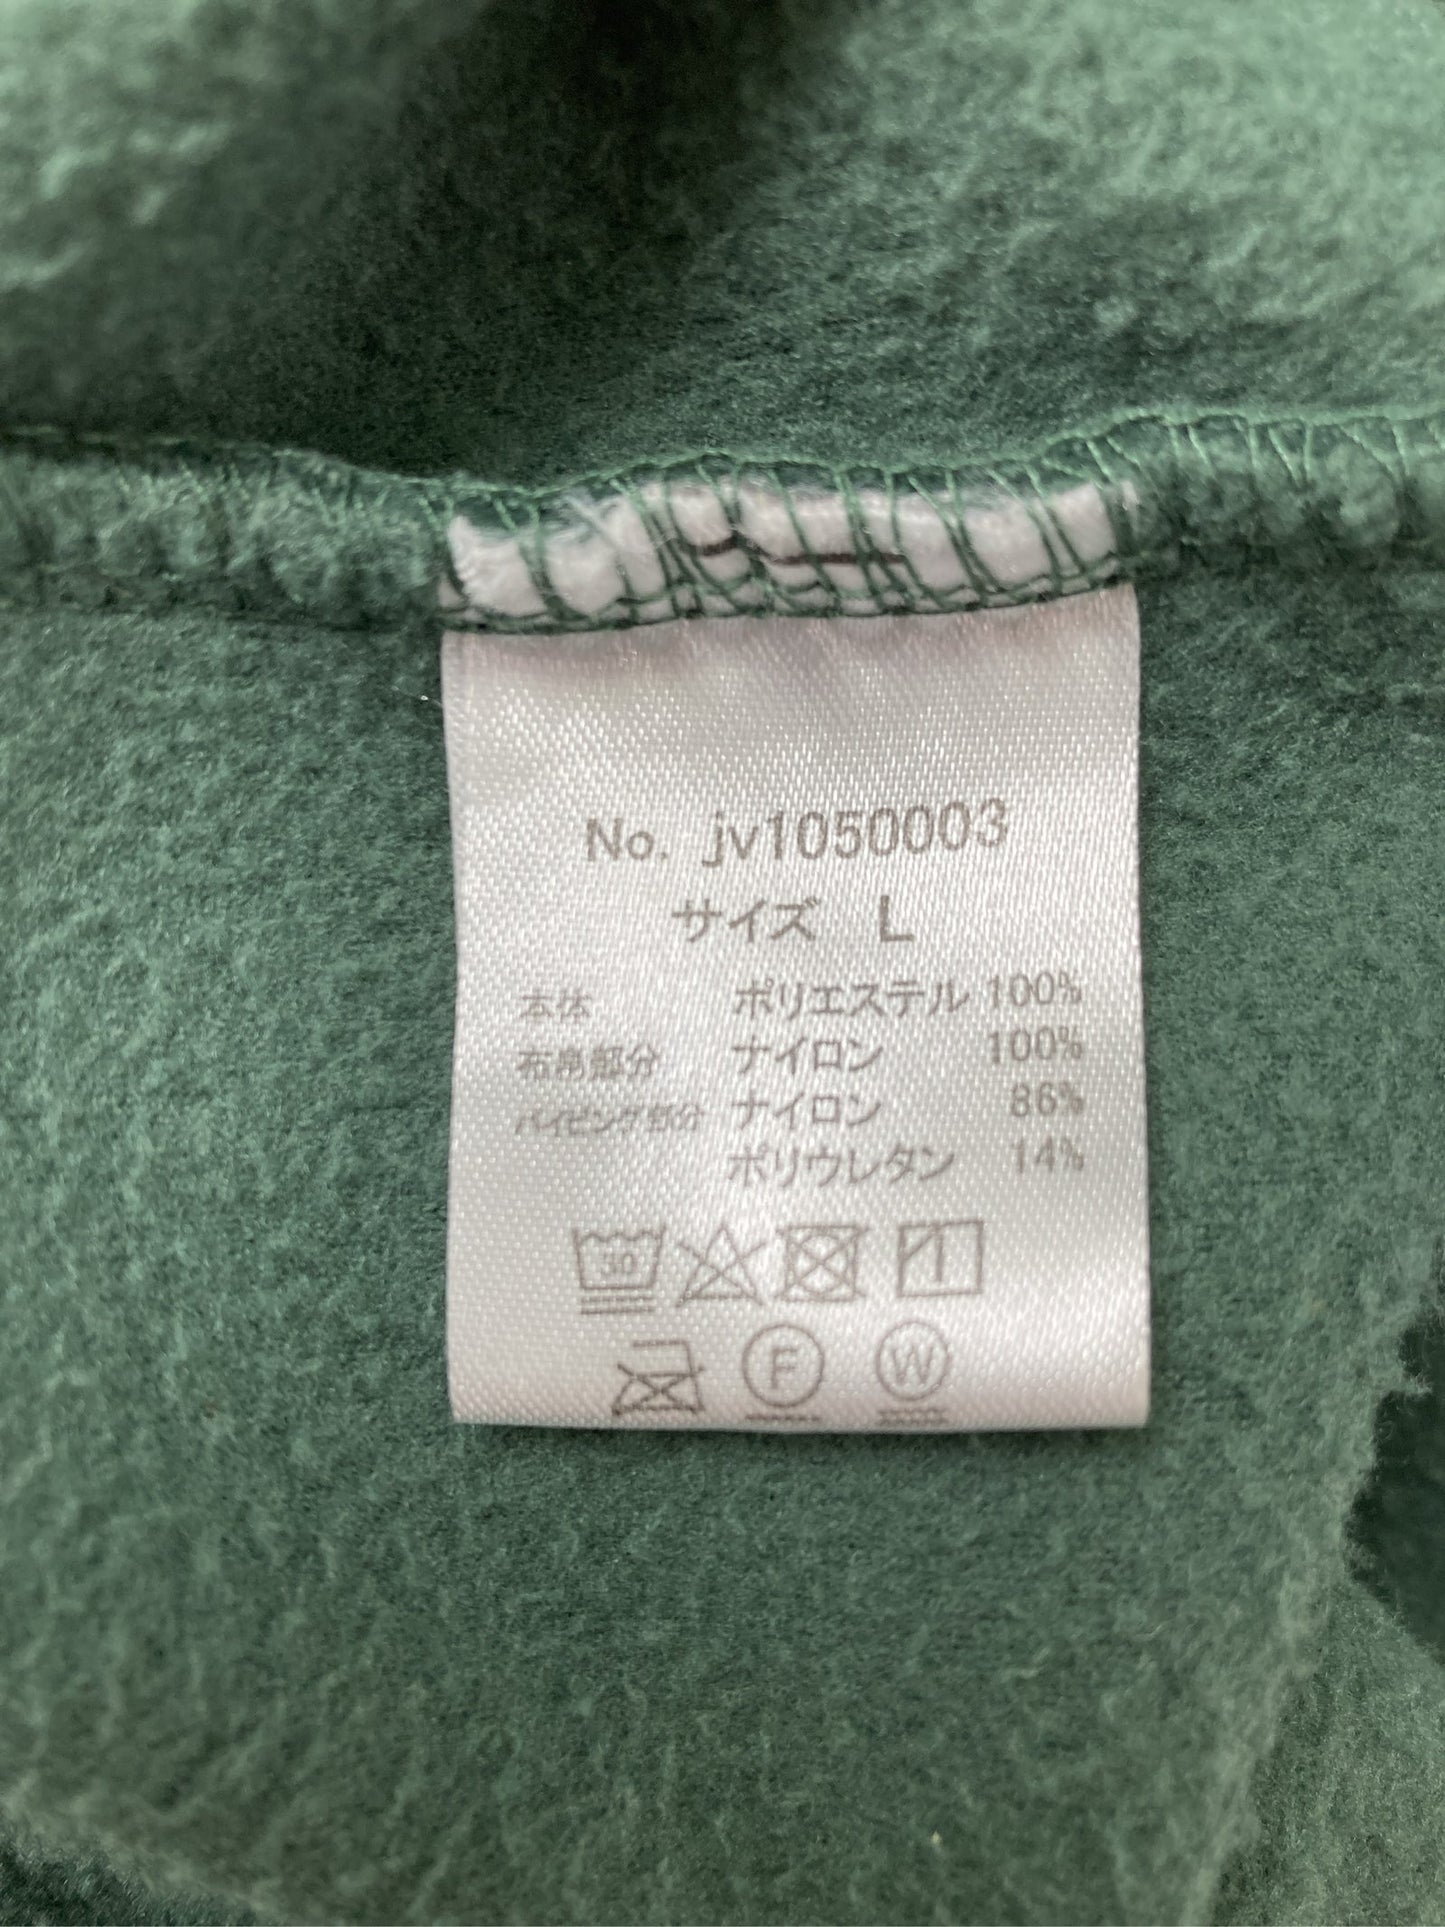 No. jv1050003
サイズ L
本体 ポリエステル 100%
布帛部分 ナイロン 100%
パイピング部分 ナイロン 86%
ポリウレタン 14%
30
F W